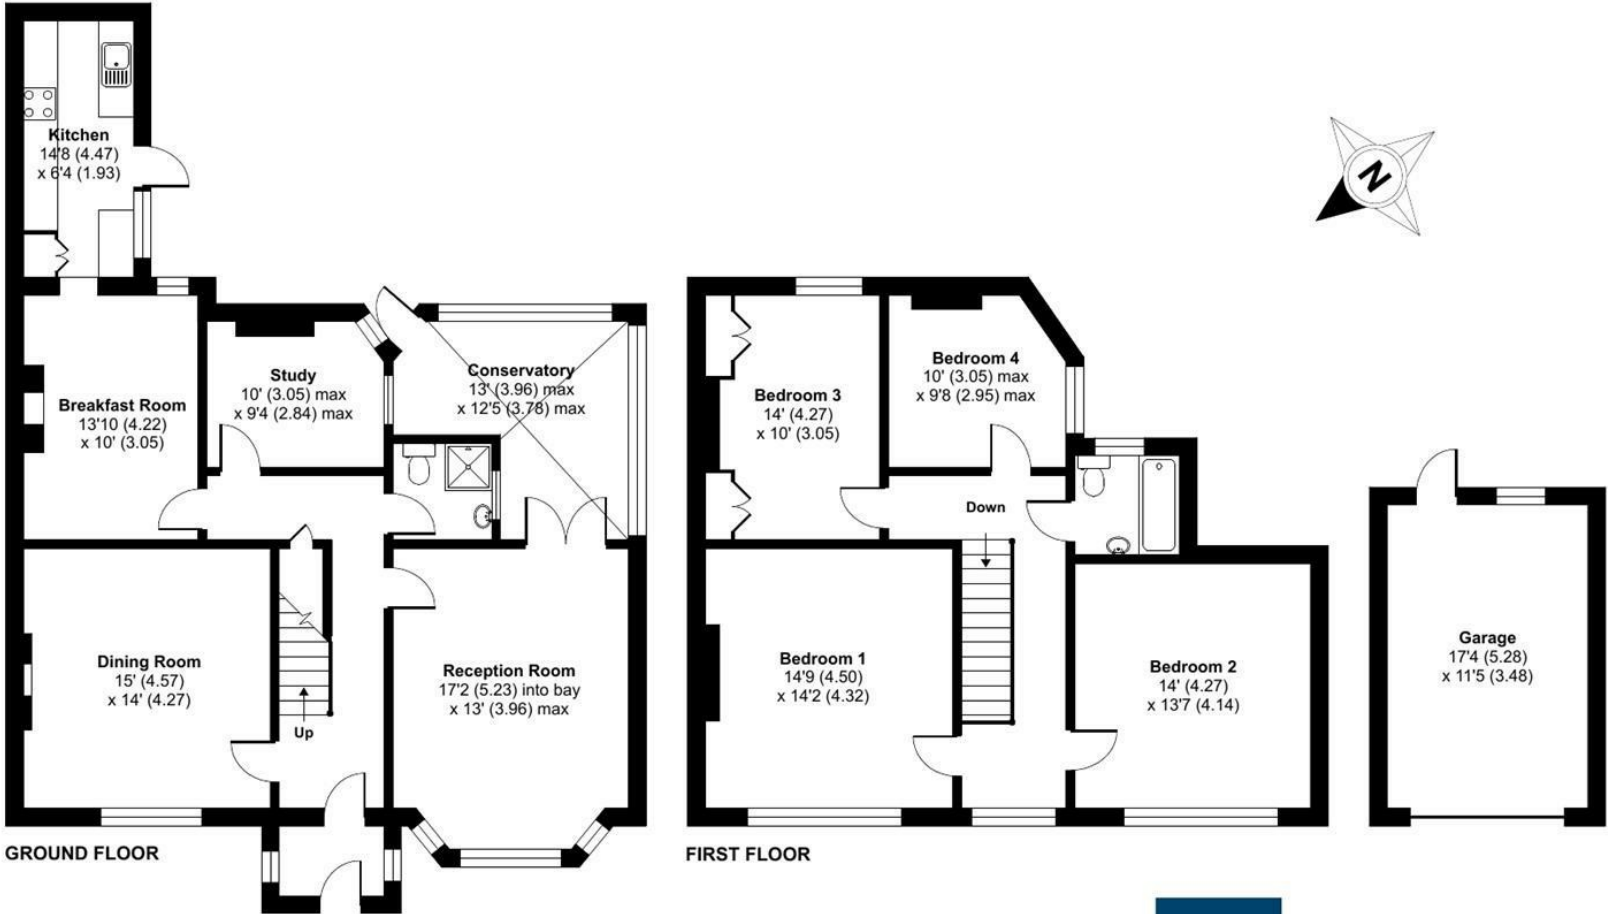 Kitchen
14'8 (4.47)
x 6'4 (1.93)
Breakfast Room
13'10 (4.22)
x 10' (3.05)
Study
10' (3.05) max
x 9'4 (2.84) max
Conservatory
13' (3.96) max
x 12'5 (3.78) max
Dining Room
15' (4.57)
x 14' (4.27)
Up
Reception Room
17'2 (5.23) into bay
x 13' (3.96) max
GROUND FLOOR
N
Bedroom 3
14' (4.27)
x 10' (3.05)
Bedroom 4
10' (3.05) max
x 9'8 (2.95) max
Down
Bedroom 1
14'9 (4.50)
x 14'2 (4.32)
Bedroom 2
14' (4.27)
x 13'7 (4.14)
FIRST FLOOR
Garage
17'4 (5.28)
x 11'5 (3.48)